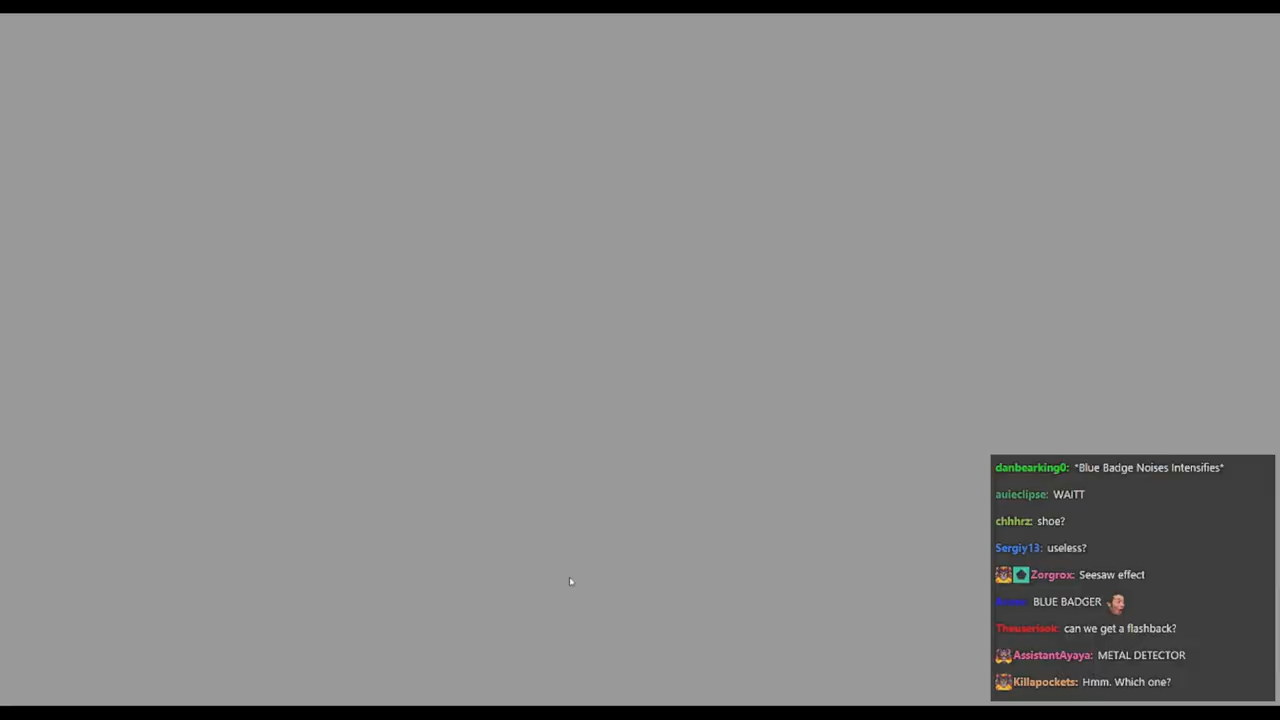 danbearking0: *Blue Badge Noises Intensifies*
auieclipse: WAITT
chhhrz: shoe?
Sergiy13: useless?
Zorgrox: Seesaw effect
BLUE BADGER
Theuserisok: can we get a flashback?
AssistantAyaya: METAL DETECTOR
Killapockets: Hmm. Which one?